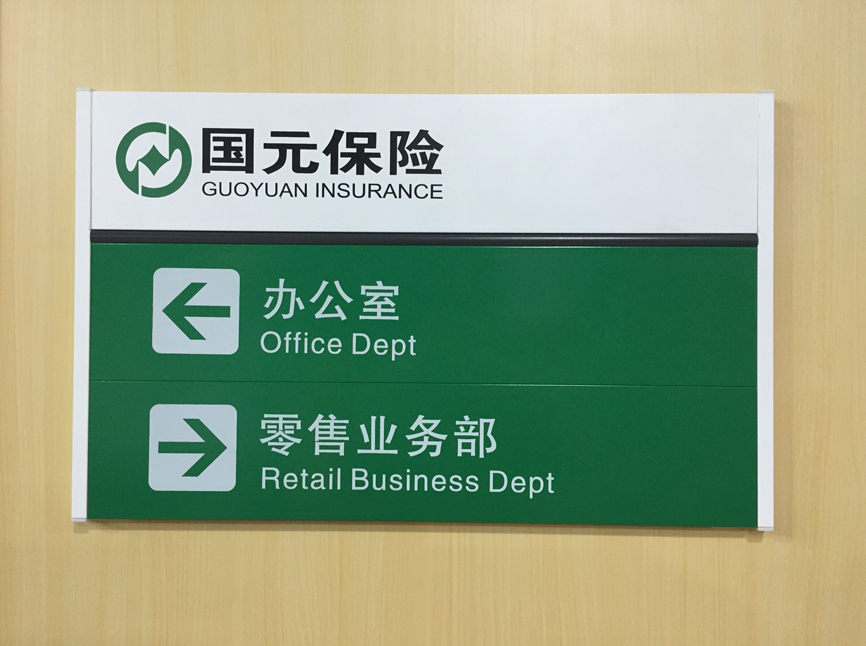 国元保险
GUOYUAN INSURANCE
办公室
Office Dept
零售业务部
Retail Business Dept